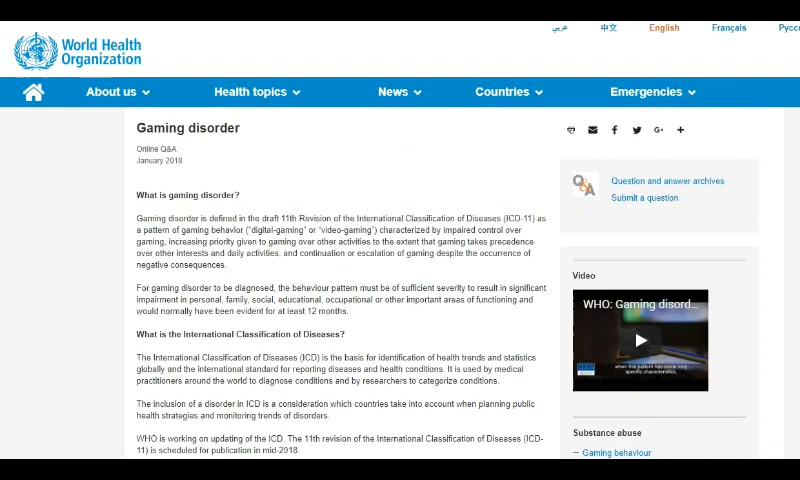 عربي 中文 English Français
World Health
Organization
About us Health topics News Countries Emergencies
Gaming disorder
Online Q&A
January 2018
What is gaming disorder?
Gaming disorder is defined in the draft 11th Revision of the International Classification of Diseases (ICD-11) as
a pattern of gaming behavior ("digital-gaming" or "video-gaming") characterized by impaired control over
gaming, increasing priority given to gaming over other activities to the extent that gaming takes precedence
over other interests and daily activities, and continuation or escalation of gaming despite the occurrence of
negative consequences.
For gaming disorder to be diagnosed, the behaviour pattern must be of sufficient severity to result in significant
impairment in personal, family, social, educational, occupational or other important areas of functioning and
would normally have been evident for at least 12 months.
What is the International Classification of Diseases?
The International Classification of Diseases (ICD) is the basis for identification of health trends and statistics
globally and the international standard for reporting diseases and health conditions. It is used by medical
practitioners around the world to diagnose conditions and by researchers to categorize conditions.
The inclusion of a disorder in ICD is a consideration which countries take into account when planning public
health strategies and monitoring trends of disorders.
WHO is working on updating of the ICD. The 11th revision of the International Classification of Diseases (ICD-
11) is scheduled for publication in mid-2018
Q&A
Question and answer archives
Submit a question
Video
WHO: Gaming disord...
when this pattern has some very
specific characteristics,
Substance abuse
– Gaming behaviour